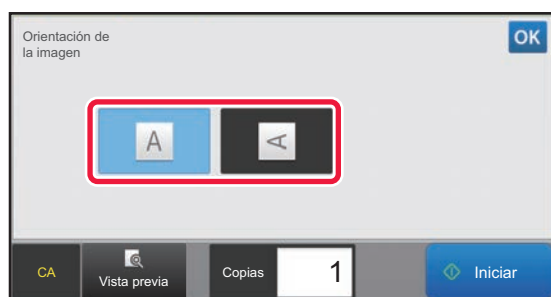 Orientación de
la imagen
OK
A
A
CA
Vista previa
Copias
1
Iniciar